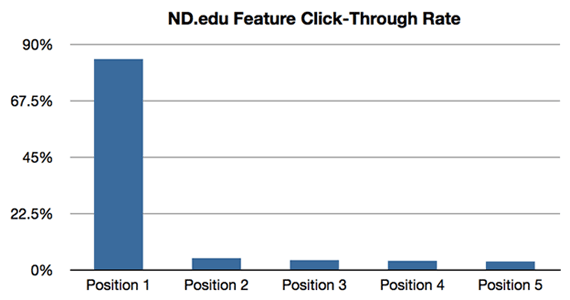 ND.edu Feature Click-Through Rate
90%
67.5%
45%
22.5%
0%
Position 1 Position 2 Position 3 Position 4 Position 5